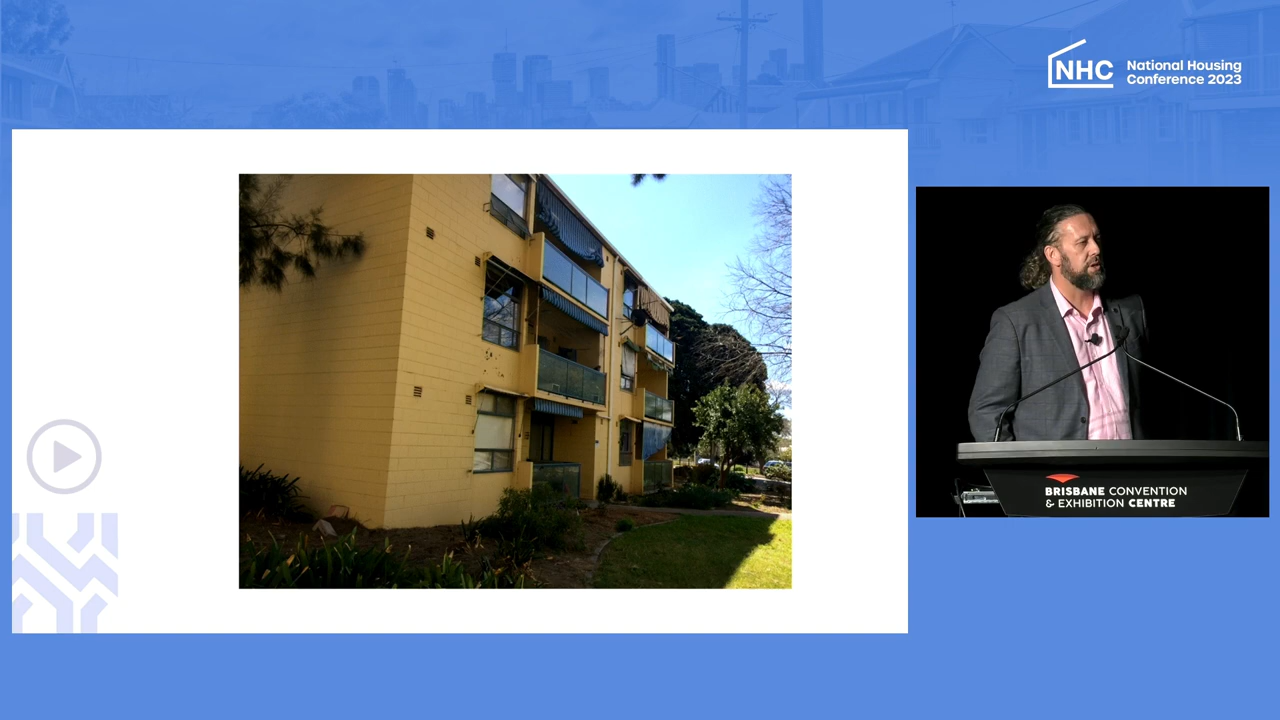 NHC National Housing
Conference 2023
BRISBANE CONVENTION
& EXHIBITION CENTRE